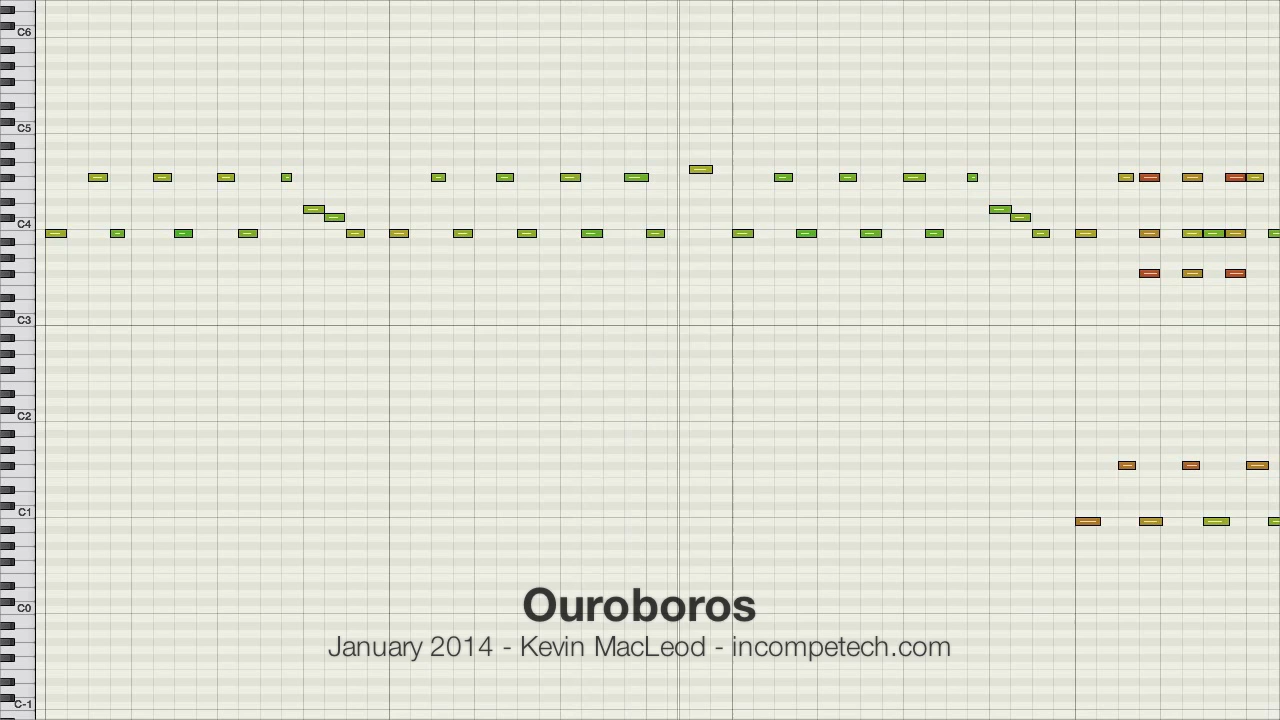 C6
C5
C4
C3
C2
C1
C0
C-1
Ouroboros
January 2014 - Kevin MacLeod - incompetech.com